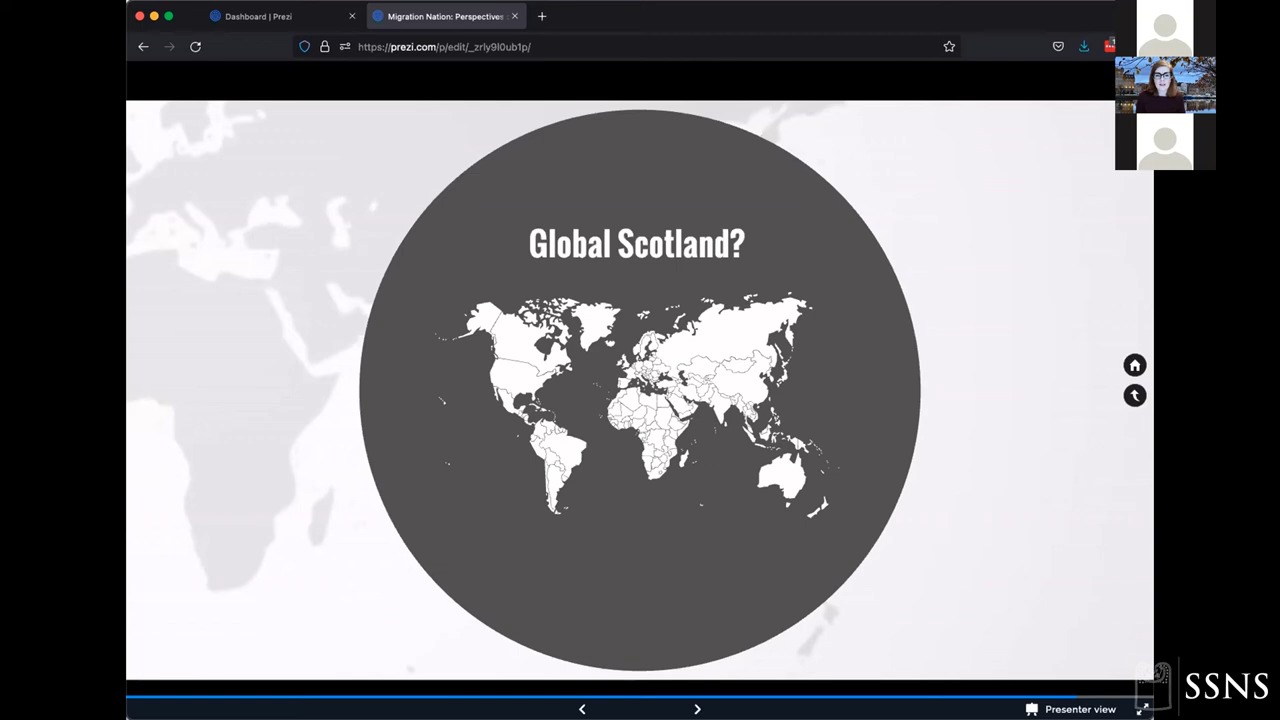 Dashboard | Prezi
Migration Nation: Perspectives
https://prezi.com/p/edit/_zrly9l0ub1p/
Global Scotland?
Presenter view
SSNS